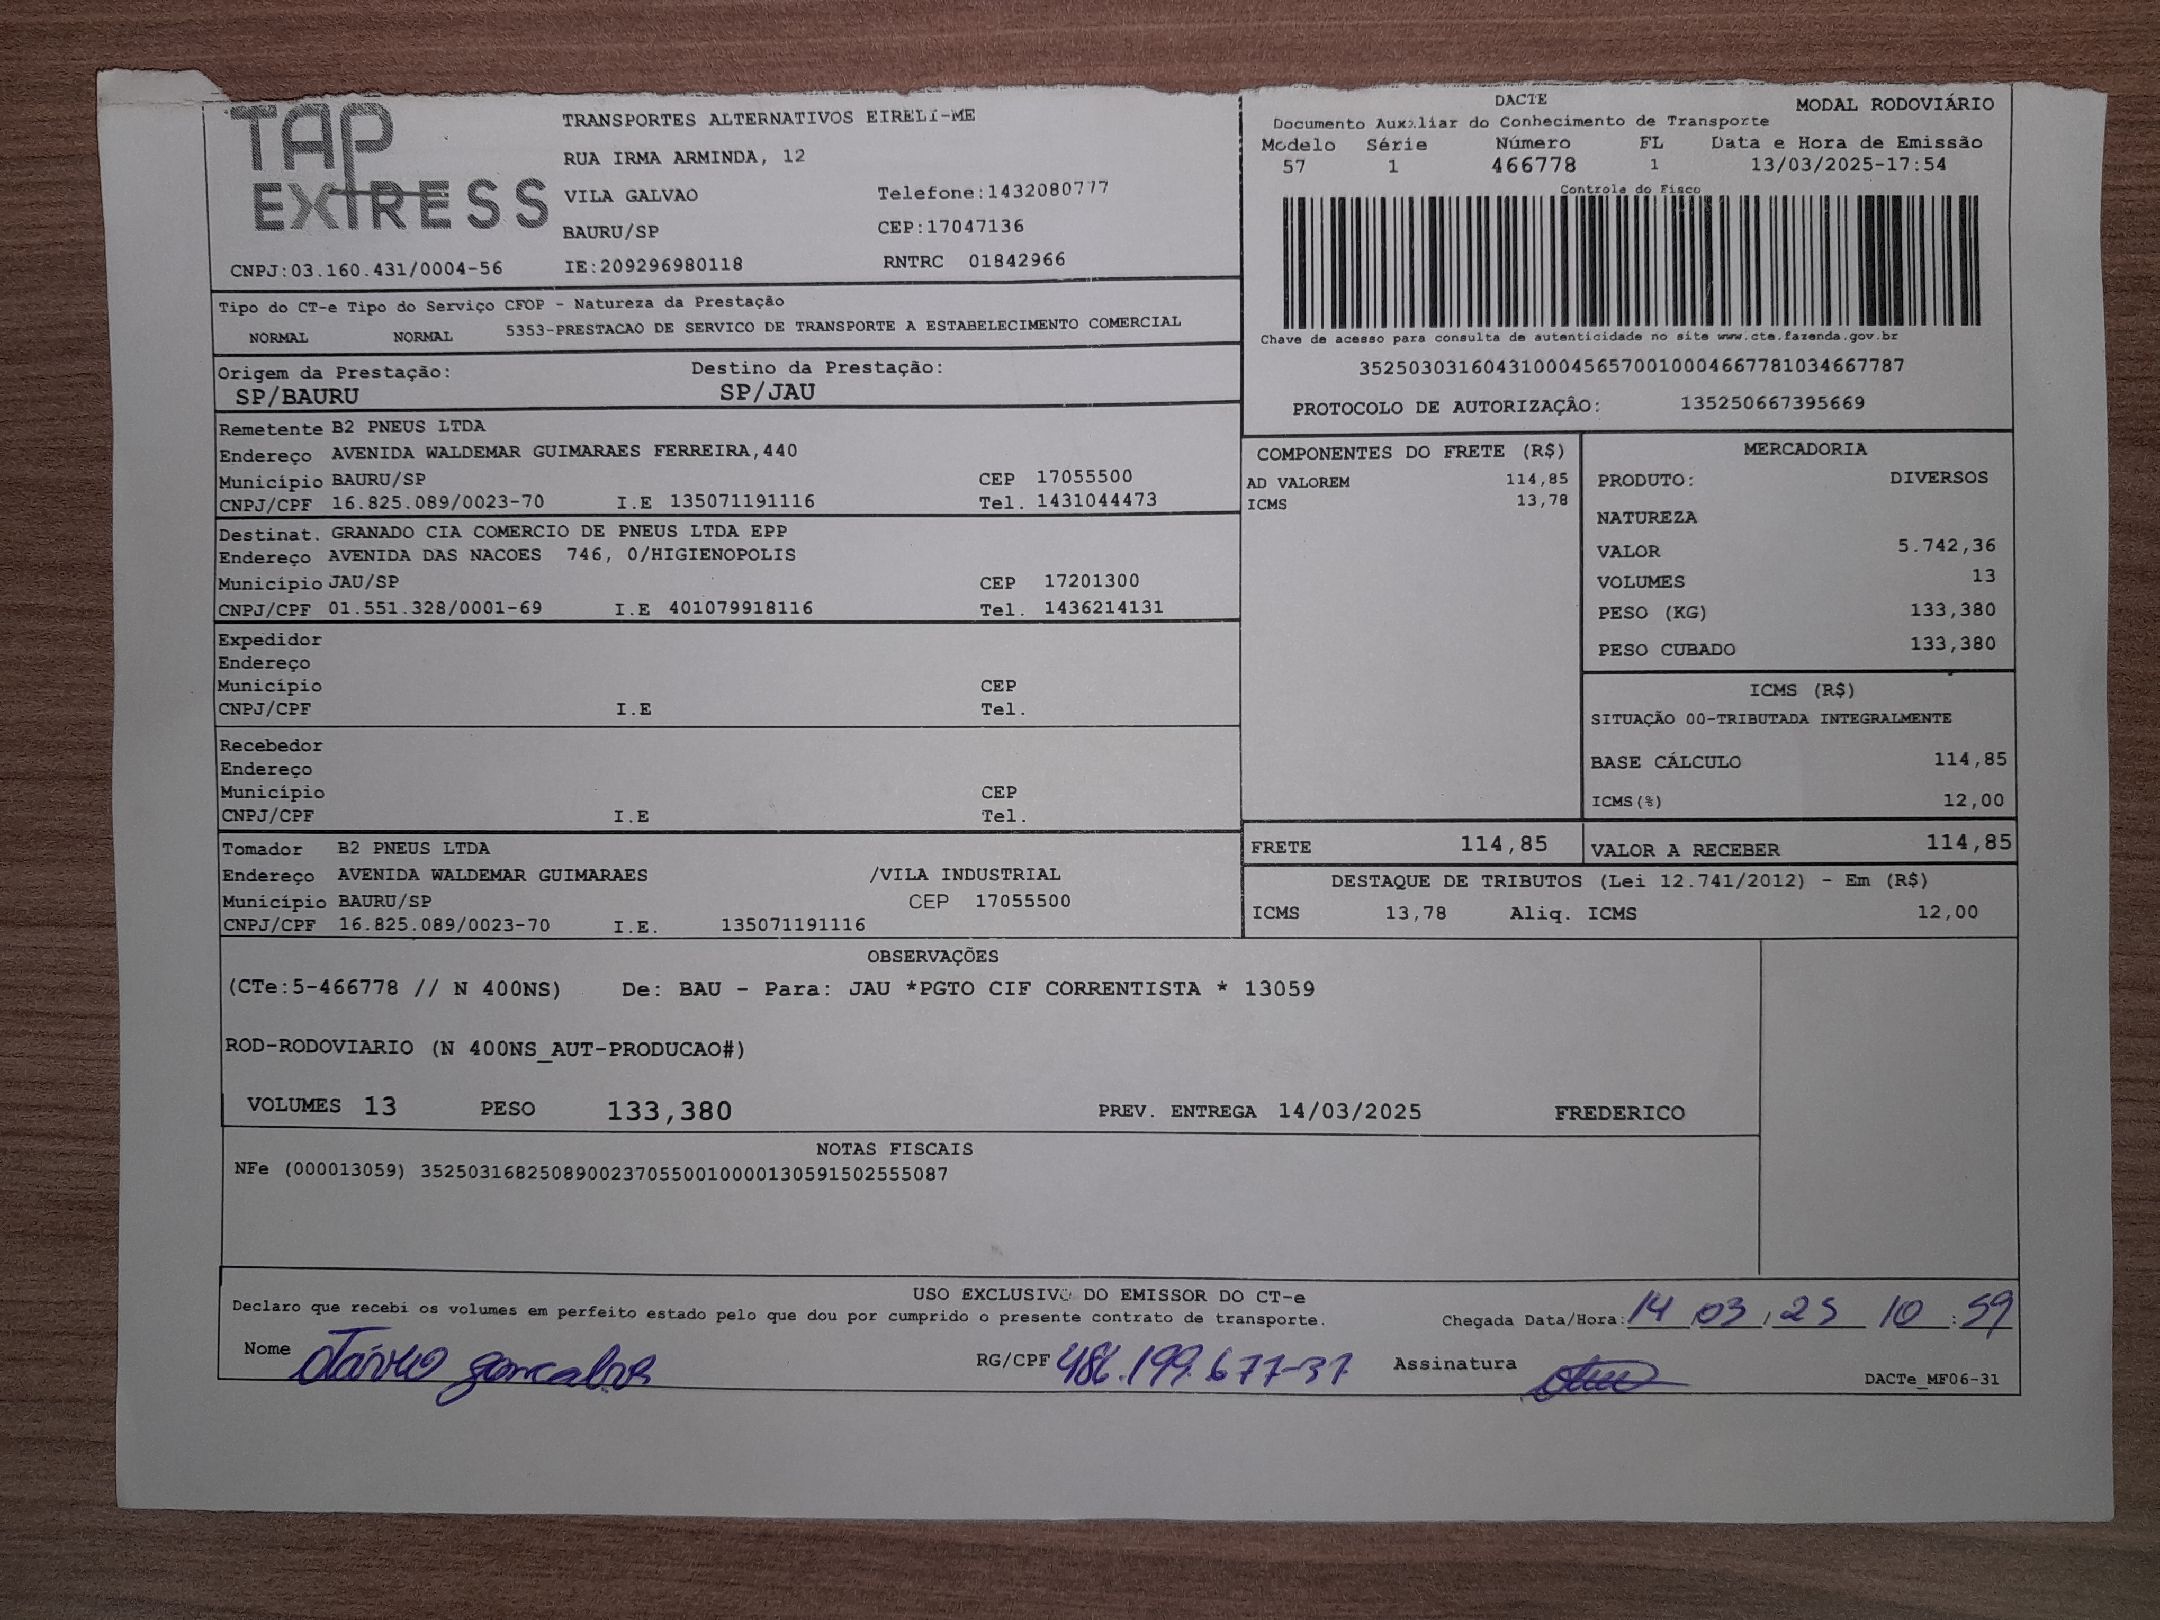 TAP
EXPRESS
TRANSPORTES ALTERNATIVOS EIRELI-ME
RUA IRMA ARMINDA, 12
VILA GALVAO Telefone:1432080777
BAURU/SP CEP:17047136
CNPJ:03.160.431/0004-56 IE:209296980118 RNTRC 01842966
DACTE MODAL RODOVIÁRIO
Documento Auxiliar do Conhecimento de Transporte
Modelo Série Número FL Data e Hora de Emissão
57 1 466778 1 13/03/2025-17:54
Controle do Fisco
Chave de acesso para consulta de autenticidade no site www.cte.fazenda.gov.br
35250303160431000456570010004667781034667787
PROTOCOLO DE AUTORIZAÇÂO: 135250667395669
Tipo do CT-e Tipo do Serviço CFOP - Natureza da Prestação
NORMAL NORMAL 5353-PRESTACAO DE SERVICO DE TRANSPORTE A ESTABELECIMENTO COMERCIAL
Origem da Prestação: Destino da Prestação:
SP/BAURU SP/JAU
Remetente B2 PNEUS LTDA
Endereço AVENIDA WALDEMAR GUIMARAES FERREIRA,440
Município BAURU/SP CEP 17055500
CNPJ/CPF 16.825.089/0023-70 I.E 135071191116 Tel. 1431044473
Destinat. GRANADO CIA COMERCIO DE PNEUS LTDA EPP
Endereço AVENIDA DAS NACOES 746, 0/HIGIENOPOLIS
Município JAU/SP CEP 17201300
CNPJ/CPF 01.551.328/0001-69 I.E 401079918116 Tel. 1436214131
Expedidor
Endereço
Município CEP
CNPJ/CPF I.E Tel.
Recebedor
Endereço
Município CEP
CNPJ/CPF I.E Tel.
Tomador B2 PNEUS LTDA
Endereço AVENIDA WALDEMAR GUIMARAES /VILA INDUSTRIAL
Município BAURU/SP CEP 17055500
CNPJ/CPF 16.825.089/0023-70 I.E. 135071191116
COMPONENTES DO FRETE (R$)
AD VALOREM 114,85
ICMS 13,78
MERCADORIA
PRODUTO: DIVERSOS
NATUREZA
VALOR 5.742,36
VOLUMES 13
PESO (KG) 133,380
PESO CUBADO 133,380
ICMS (R$)
SITUAÇÃO 00-TRIBUTADA INTEGRALMENTE
BASE CÁLCULO 114,85
ICMS(%) 12,00
FRETE 114,85 VALOR A RECEBER 114,85
DESTAQUE DE TRIBUTOS (Lei 12.741/2012) - Em (R$)
ICMS 13,78 Aliq. ICMS 12,00
OBSERVAÇÕES
(CTe:5-466778 // N 400NS) De: BAU - Para: JAU *PGTO CIF CORRENTISTA * 13059
ROD-RODOVIARIO (N 400NS_AUT-PRODUCAO#)
VOLUMES 13 PESO 133,380 PREV. ENTREGA 14/03/2025 FREDERICO
NOTAS FISCAIS
NFe (000013059) 35250316825089002370550010000130591502555087
USO EXCLUSIVO DO EMISSOR DO CT-e
Declaro que recebi os volumes em perfeito estado pelo que dou por cumprido o presente contrato de transporte.
Chegada Data/Hora: 14 03 25 10 : 59
Nome Otávio gonçalves RG/CPF 486.199.677-37 Assinatura
DACTe_MF06-31